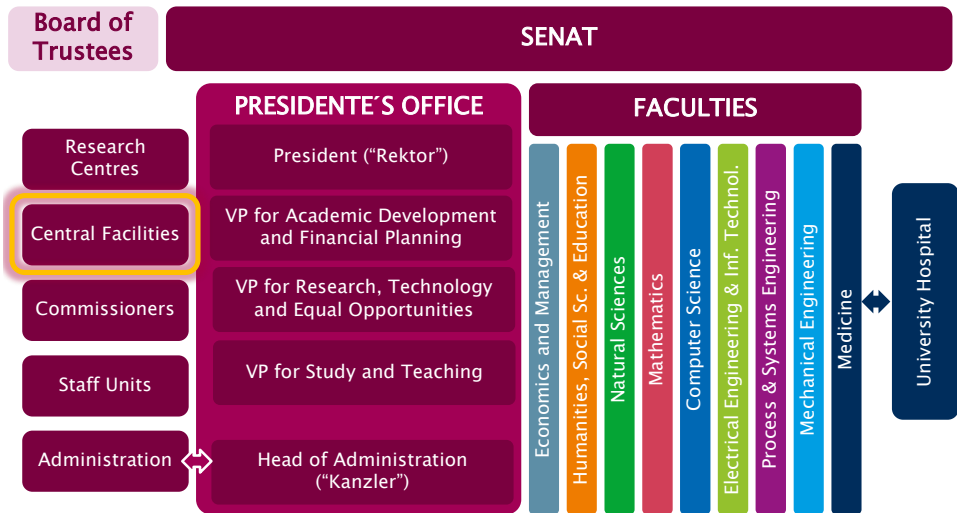 Board of
Trustees
SENAT
PRESIDENTE´S OFFICE
FACULTIES
Research
Centres
Central Facilities
Commissioners
Staff Units
Administration
President (“Rektor”)
VP for Academic Development
and Financial Planning
VP for Research, Technology
and Equal Opportunities
VP for Study and Teaching
Head of Administration
(“Kanzler”)
Economics and Management
Humanities, Social Sc. & Education
Natural Sciences
Mathematics
Computer Science
Electrical Engineering & Inf. Technol.
Process & Systems Engineering
Mechanical Engineering
Medicine
University Hospital